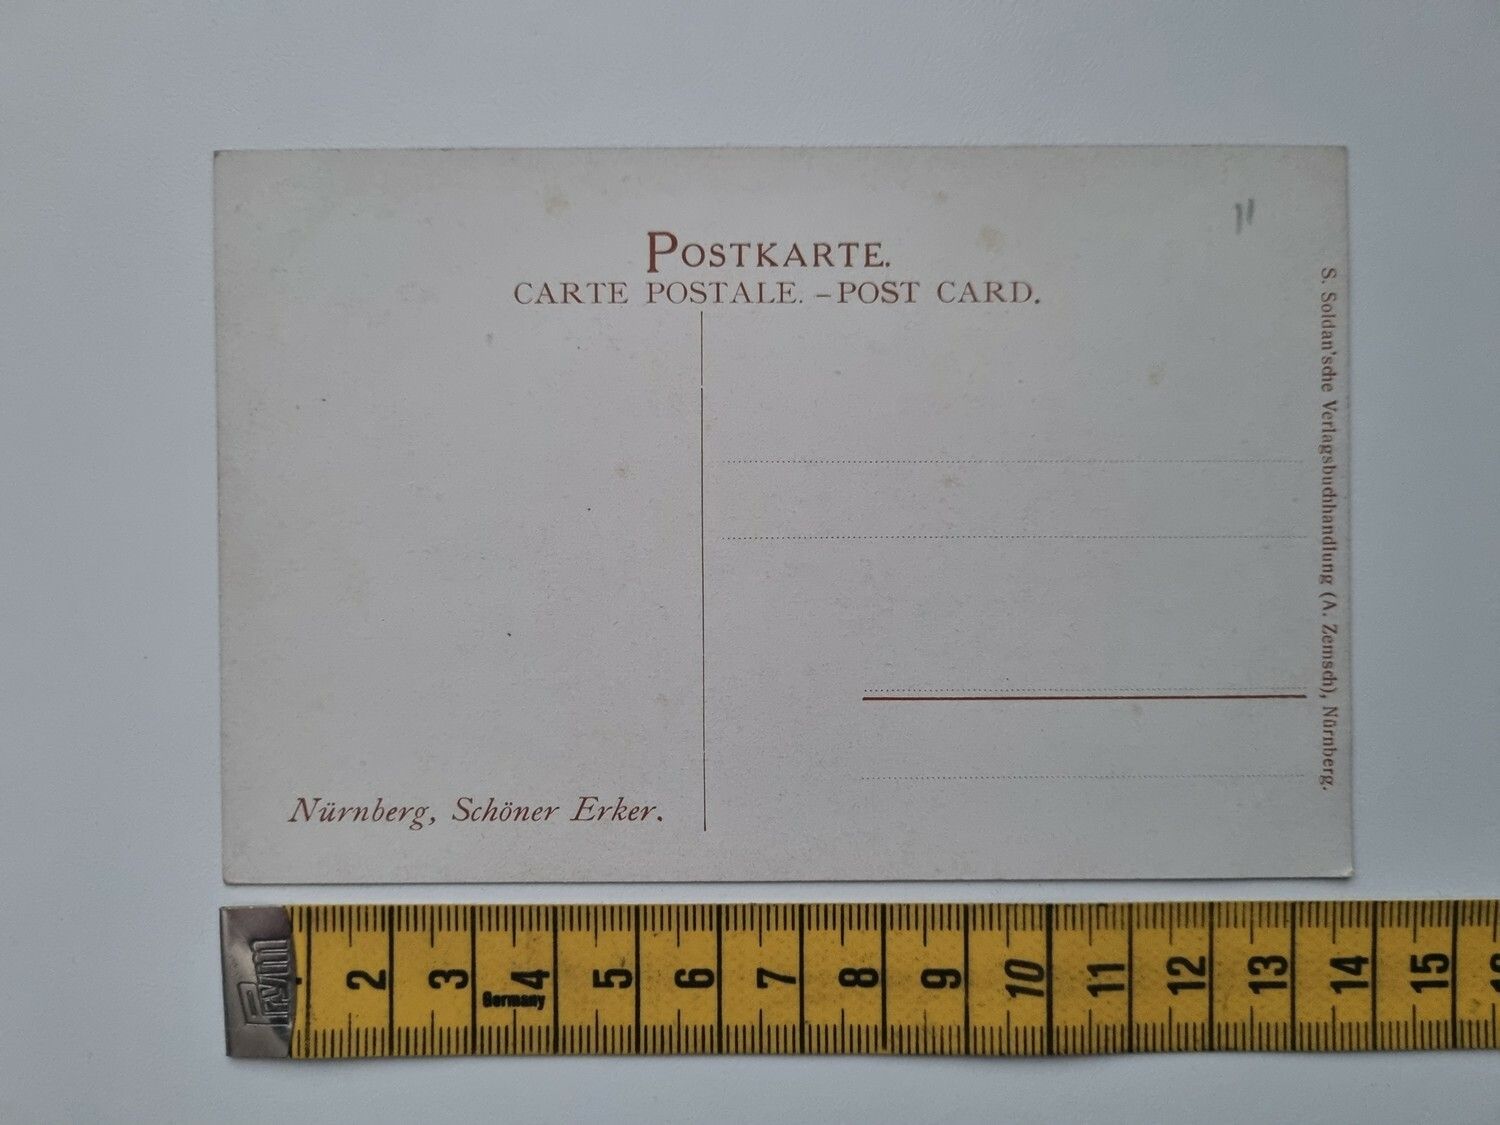 POSTKARTE.
CARTE POSTALE. – POST CARD.
S. Soldan'sche Verlagsbuchhandlung (A. Zemsch), Nürnberg.
Nürnberg, Schöner Erker.
Prym
2 3 4 5 6 7 8 9 10 11 12 13 14 15
Germany